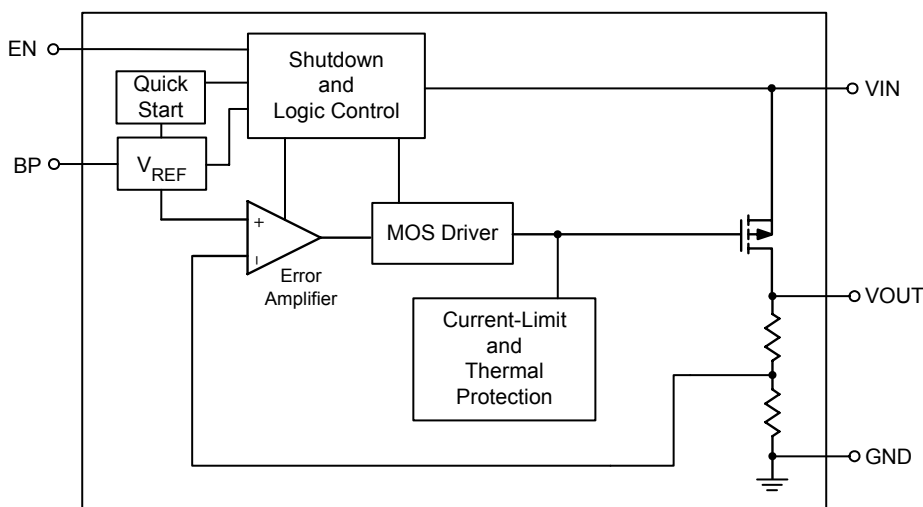 EN
Quick
Start
Shutdown
and
Logic Control
VIN
BP
VREF
+
−
MOS Driver
Error
Amplifier
Current-Limit
and
Thermal
Protection
VOUT
GND